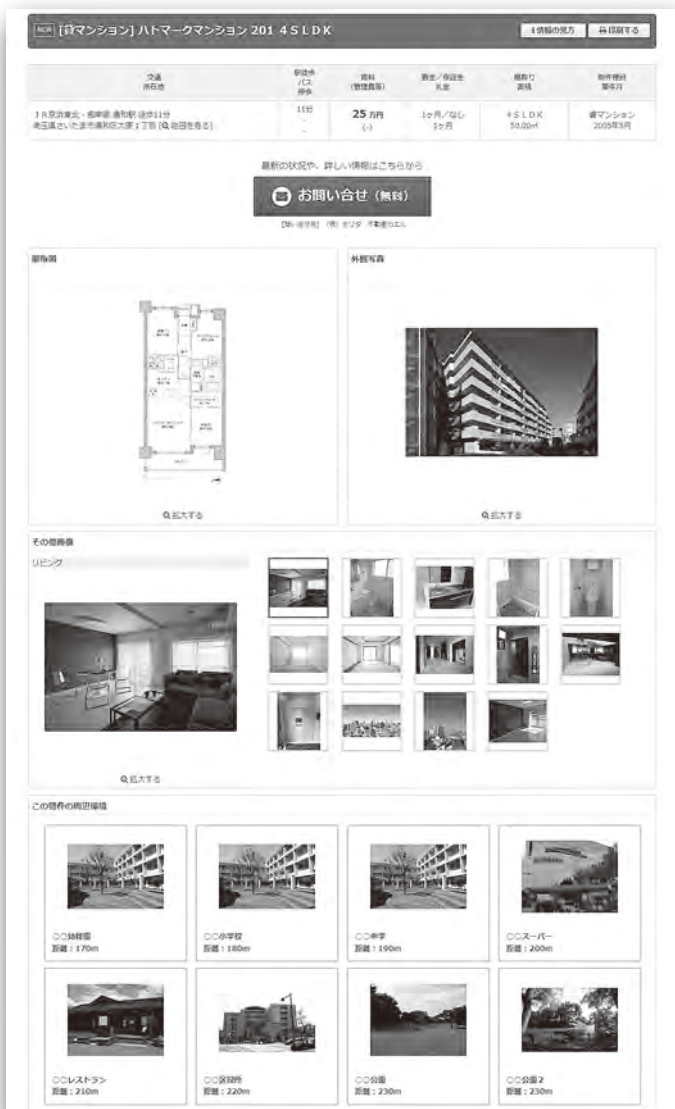 NEW [貸マンション] ハトマークマンション 201 4ＳＬＤＫ
情報の見方
印刷する
交通
所在地
駅徒歩
バス
停歩
賃料
(管理費等)
敷金／保証金
礼金
間取り
面積
物件種目
築年月
ＪＲ京浜東北・根岸線 浦和駅 徒歩11分
埼玉県さいたま市浦和区大原１丁目 [地図を見る]
11分
-
-
25 万円
(-)
1ヶ月／なし
1ヶ月
4ＳＬＤＫ
50.00㎡
貸マンション
2005年5月
最新の状況や、詳しい情報はこちらから
お問い合せ (無料)
間取図
外観写真
拡大する
拡大する
その他画像
リビング
拡大する
この物件の周辺環境
○○幼稚園
距離：170m
○○小学校
距離：180m
○○中学
距離：190m
○○スーパー
距離：200m
○○レストラン
距離：210m
○○区役所
距離：220m
○○公園
距離：230m
○○公園２
距離：230m